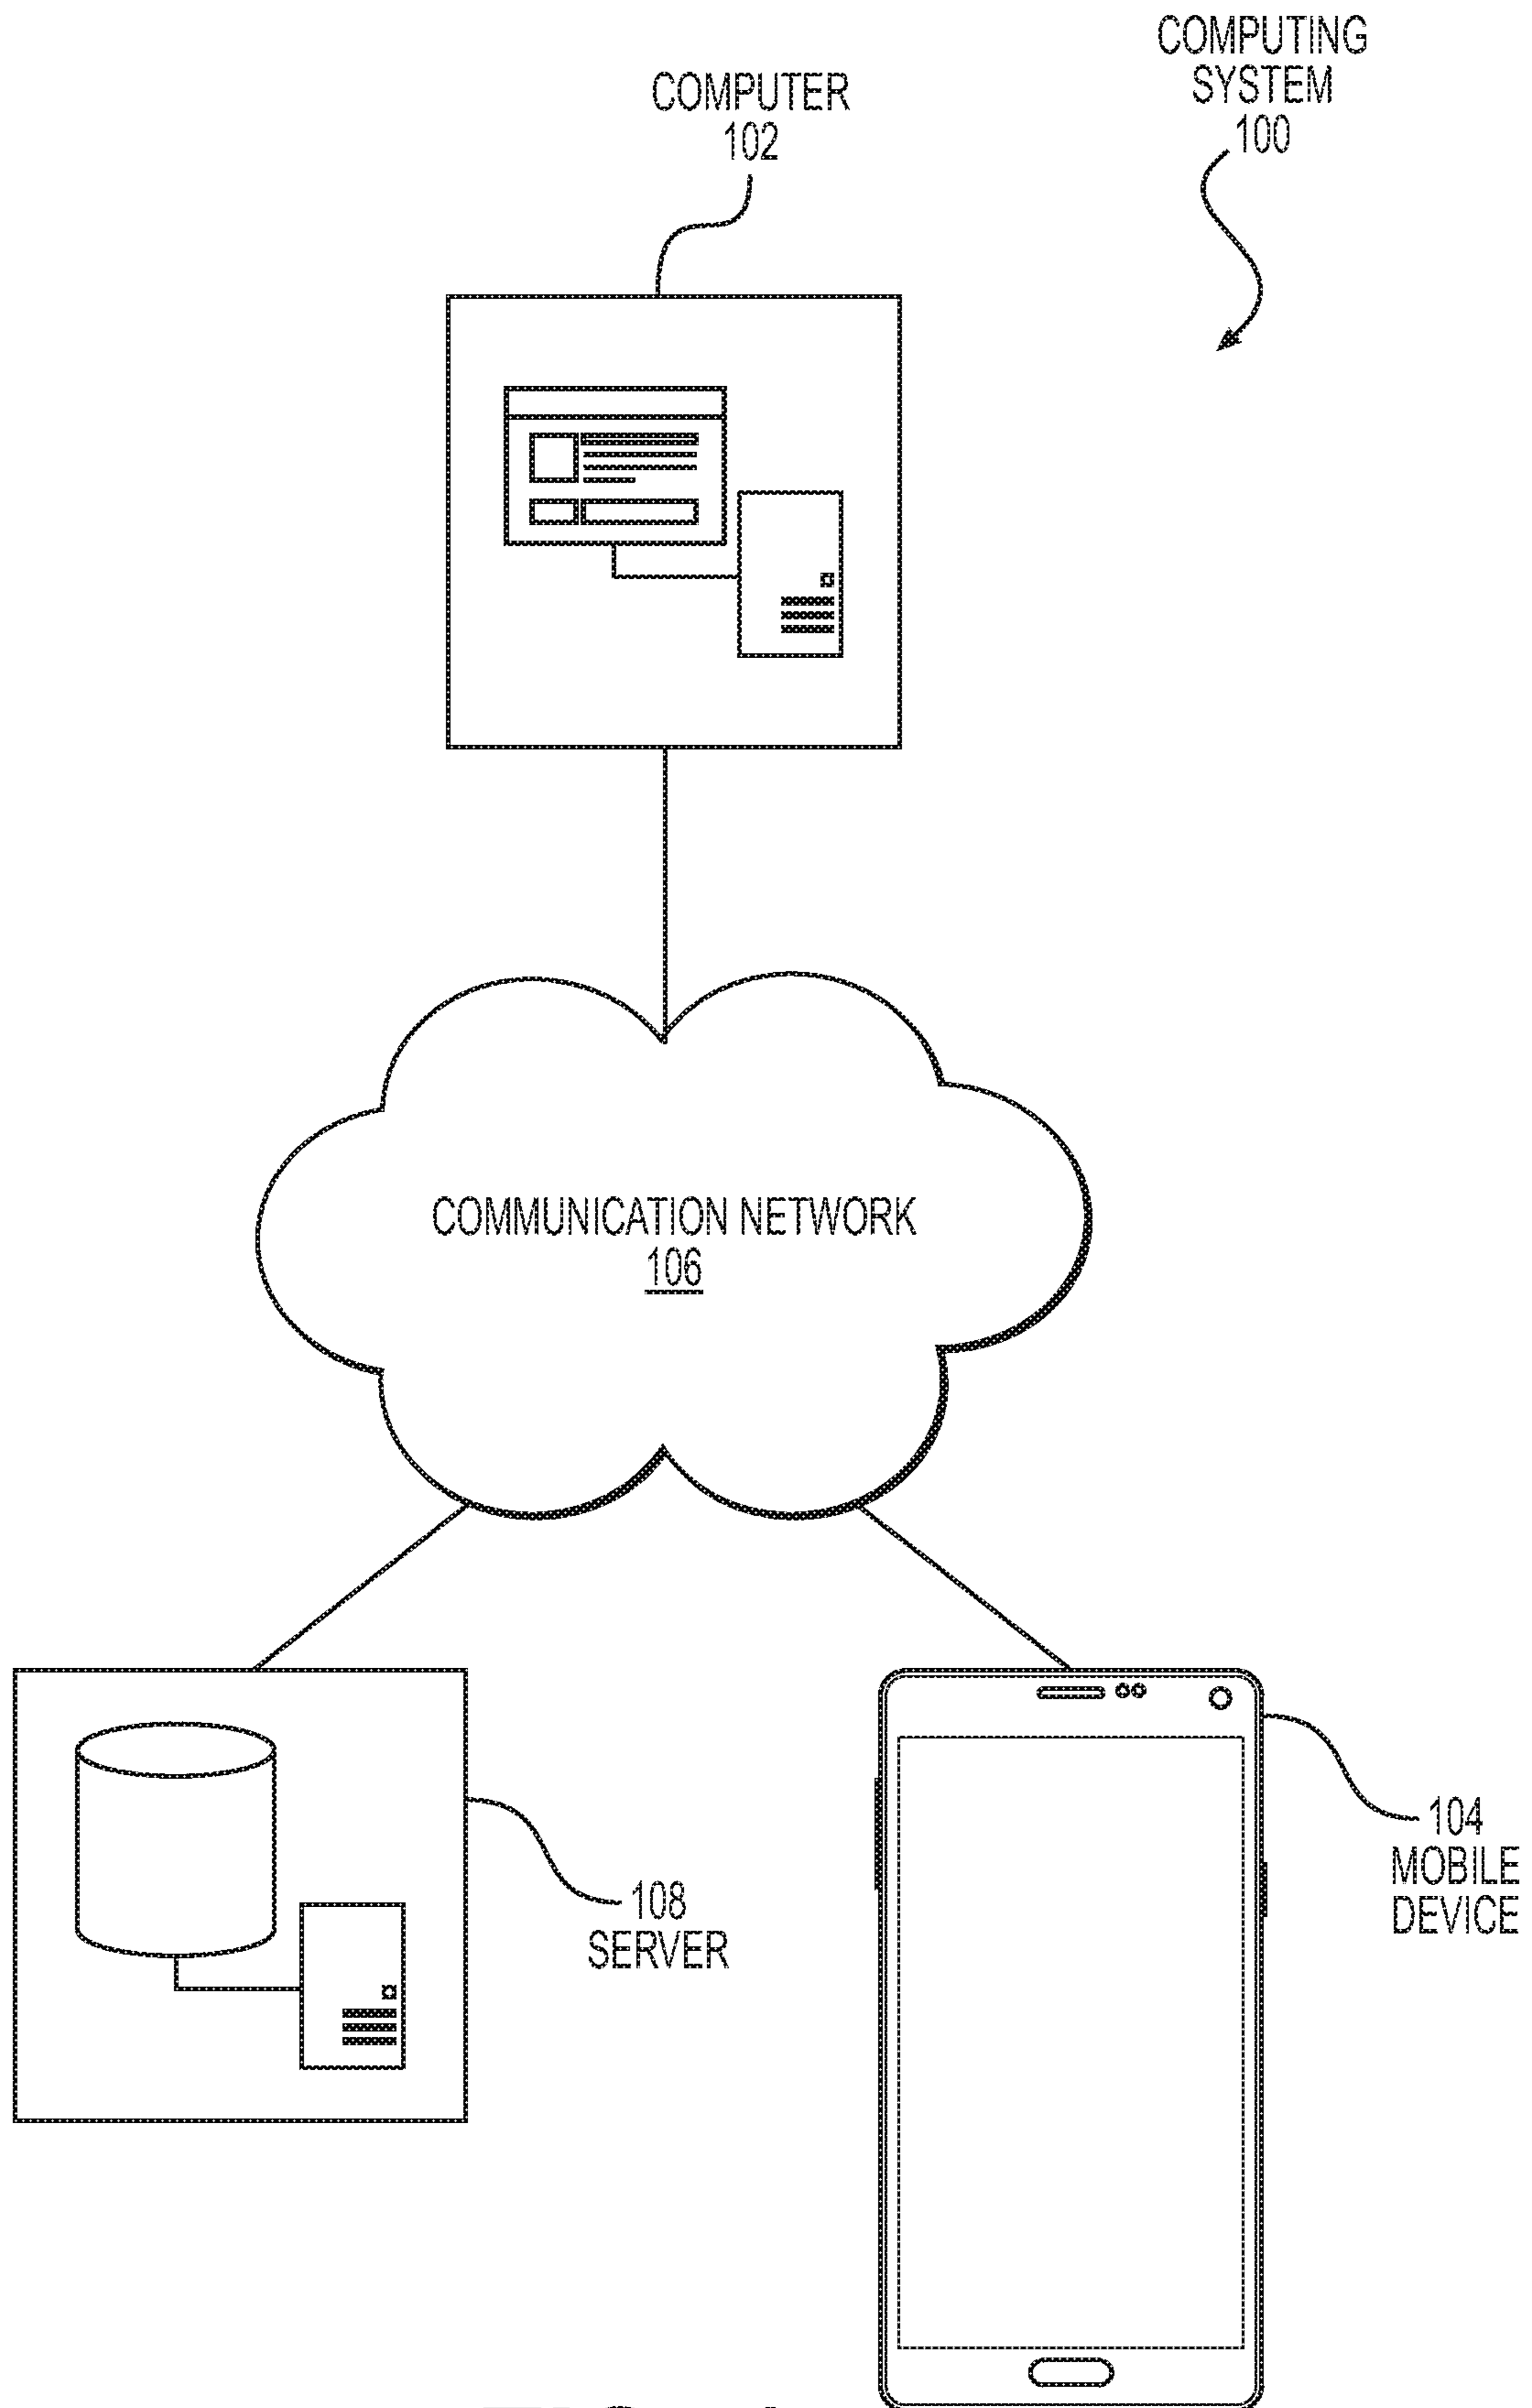 COMPUTING
SYSTEM
100
COMPUTER
102
COMMUNICATION NETWORK
106
104
MOBILE
DEVICE
108
SERVER